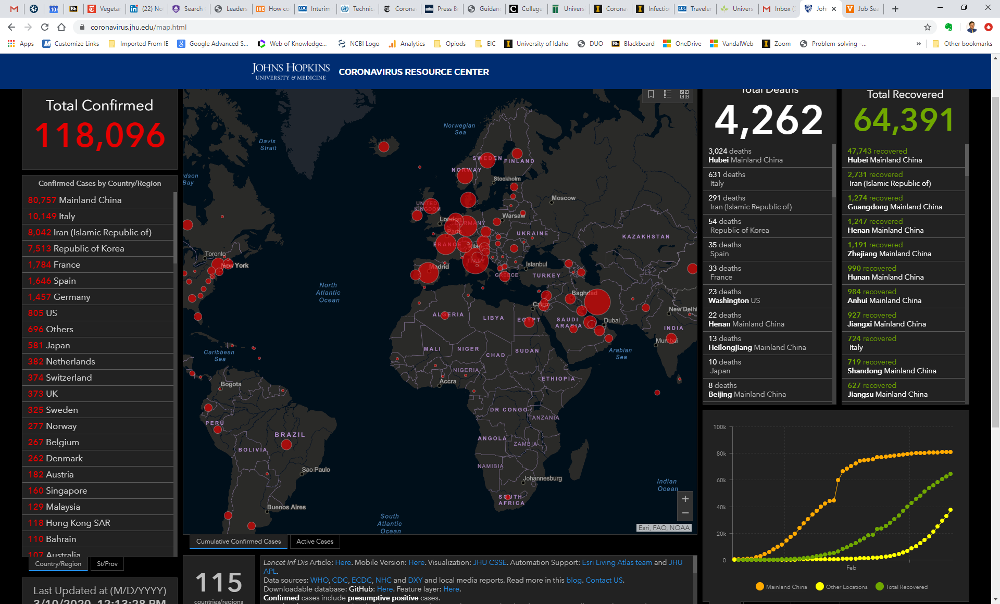 Vegetar
(22) No
Search
Leaders
How co
Interim
Technic
Corona
Press B
Guidan
College
Univers
Corona
Infectio
Traveler
Univers
Inbox (
Joh
Job Sea
coronavirus.jhu.edu/map.html
Apps
Customize Links
Imported From IE
Google Advanced S...
Web of Knowledge...
NCBI Logo
Analytics
Opiods
EIC
University of Idaho
DUO
Blackboard
OneDrive
VandalWeb
Zoom
Problem-solving –...
Other bookmarks
JOHNS HOPKINS
UNIVERSITY & MEDICINE
CORONAVIRUS RESOURCE CENTER
Total Confirmed
118,096
Confirmed Cases by Country/Region
80,757 Mainland China
10,149 Italy
8,042 Iran (Islamic Republic of)
7,513 Republic of Korea
1,784 France
1,646 Spain
1,457 Germany
805 US
696 Others
581 Japan
382 Netherlands
374 Switzerland
373 UK
325 Sweden
277 Norway
267 Belgium
262 Denmark
182 Austria
160 Singapore
129 Malaysia
118 Hong Kong SAR
110 Bahrain
107 Australia
Country/Region
St/Prov
Last Updated at (M/D/YYYY)
3/10/2020, 12:13:28 PM
Norwegian
Sea
Davis
Strait
SWEDEN
FINLAND
NORWAY
Stockholm
dson
Bay
Moscow
UNITED
KINGDOM
London
Warsaw
GERMANY
Paris
UKRAINE
KAZAKHSTAN
FRANCE
Milan
Toronto
ITALY
New York
Madrid
Istanbul
GREECE
TURKEY
North
Atlantic
Ocean
Baghdad
Cairo
New Delhi
ALGERIA
LIBYA
EGYPT
SAUDI
ARABIA
Dubai
INDIA
Mumbai
Caribbean
Sea
MALI
NIGER
CHAD
SUDAN
Arabian
Sea
NIGERIA
Accra
ETHIOPIA
Bogota
DR CONGO
TANZANIA
PERÚ
BRAZIL
BOLIVIA
ANGOLA
ZAMBIA
NAMIBIA
Sao Paulo
Johannesburg
Indian
Ocean
SOUTH
AFRICA
Buenos Aires
South
Atlantic
Ocean
Esri, FAO, NOAA
Cumulative Confirmed Cases
Active Cases
115
countries/regions
Lancet Inf Dis Article: Here. Mobile Version: Here. Visualization: JHU CSSE. Automation Support: Esri Living Atlas team and JHU
APL.
Data sources: WHO, CDC, ECDC, NHC and DXY and local media reports. Read more in this blog. Contact US.
Downloadable database: GitHub: Here. Feature layer: Here.
Confirmed cases include presumptive positive cases.
Total Deaths
4,262
3,024 deaths
Hubei Mainland China
631 deaths
Italy
291 deaths
Iran (Islamic Republic of)
54 deaths
Republic of Korea
35 deaths
Spain
33 deaths
France
23 deaths
Washington US
22 deaths
Henan Mainland China
13 deaths
Heilongjiang Mainland China
10 deaths
Japan
8 deaths
Beijing Mainland China
Total Recovered
64,391
47,743 recovered
Hubei Mainland China
2,731 recovered
Iran (Islamic Republic of)
1,274 recovered
Guangdong Mainland China
1,247 recovered
Henan Mainland China
1,191 recovered
Zhejiang Mainland China
990 recovered
Hunan Mainland China
984 recovered
Anhui Mainland China
927 recovered
Jiangxi Mainland China
724 recovered
Italy
719 recovered
Shandong Mainland China
627 recovered
Jiangsu Mainland China
100k
80k
60k
40k
20k
0
Feb
Mainland China
Other Locations
Total Recovered